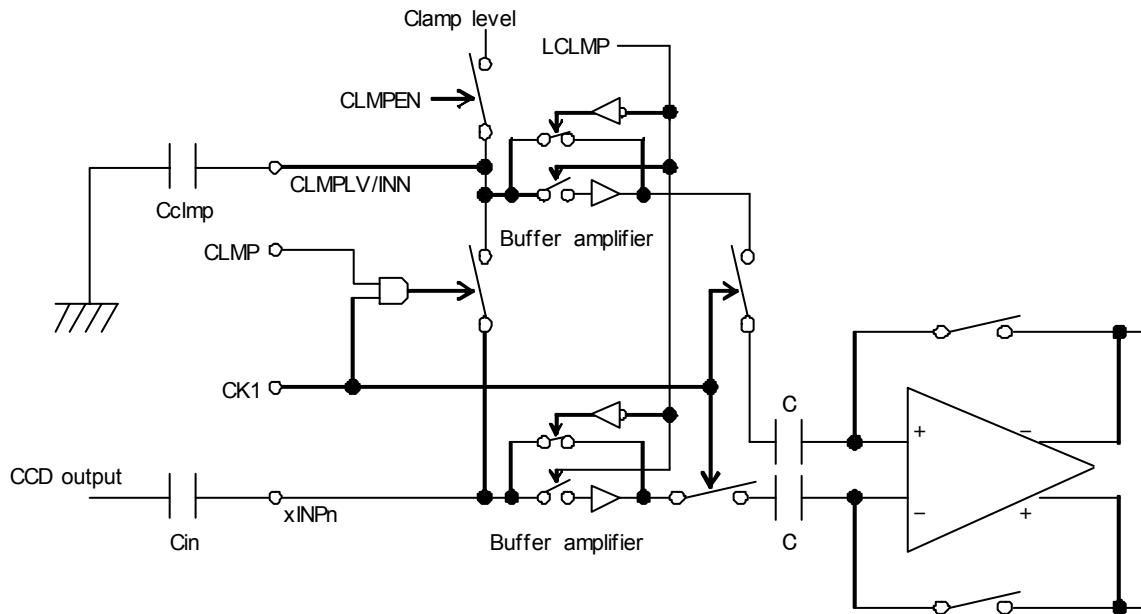 Clamp level
LCLMP
CLMPEN
CLMPLV/INN
Cclmp
Buffer amplifier
CLMP
CK1
C
+
−
CCD output
xINPn
−
+
Cin
Buffer amplifier
C